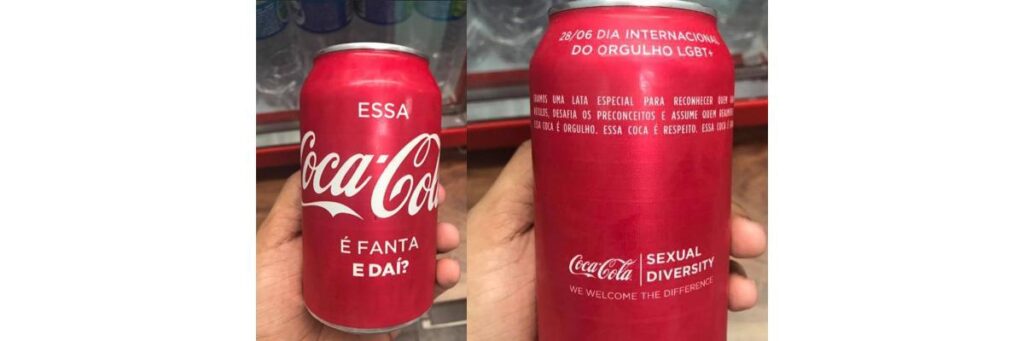 ESSA
Coca-Cola
É FANTA
E DAÍ?
28/06 DIA INTERNACIONAL
DO ORGULHO LGBT+
UMA LATA ESPECIAL PARA RECONHECER QUEM
DESAFIA OS PRECONCEITOS E ASSUME QUEM
ESSA COCA É ORGULHO. ESSA COCA É RESPEITO. ESSA COCA É
Coca-Cola
SEXUAL
DIVERSITY
WE WELCOME THE DIFFERENCE